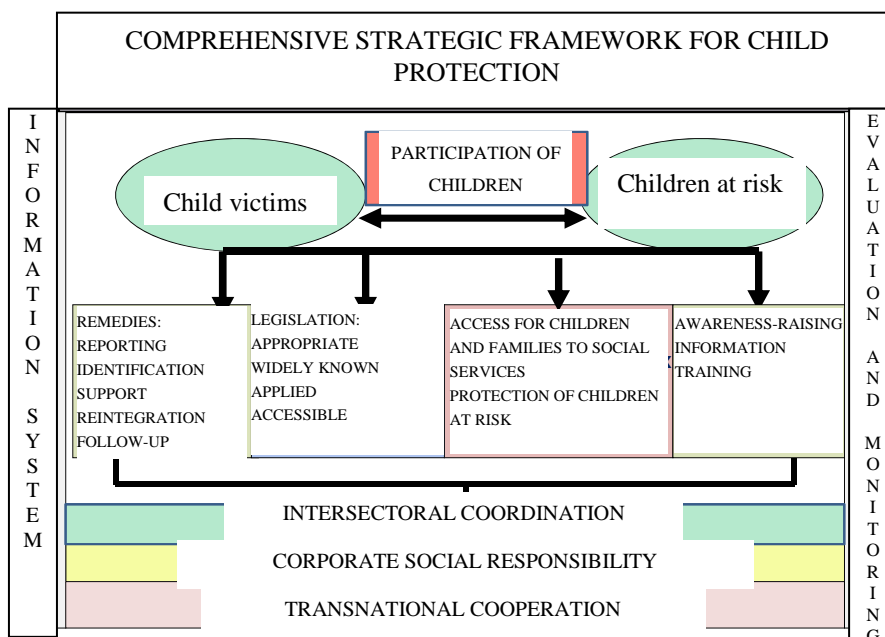 COMPREHENSIVE STRATEGIC FRAMEWORK FOR CHILD
PROTECTION
INFORMATION SYSTEM
PARTICIPATION OF
CHILDREN
Child victims
Children at risk
REMEDIES:
REPORTING
IDENTIFICATION
SUPPORT
REINTEGRATION
FOLLOW-UP
LEGISLATION:
APPROPRIATE
WIDELY KNOWN
APPLIED
ACCESSIBLE
ACCESS FOR CHILDREN
AND FAMILIES TO SOCIAL
SERVICES
PROTECTION OF CHILDREN
AT RISK
AWARENESS-RAISING
INFORMATION
TRAINING
INTERSECTORAL COORDINATION
CORPORATE SOCIAL RESPONSIBILITY
TRANSNATIONAL COOPERATION
EVALUATION AND MONITORING